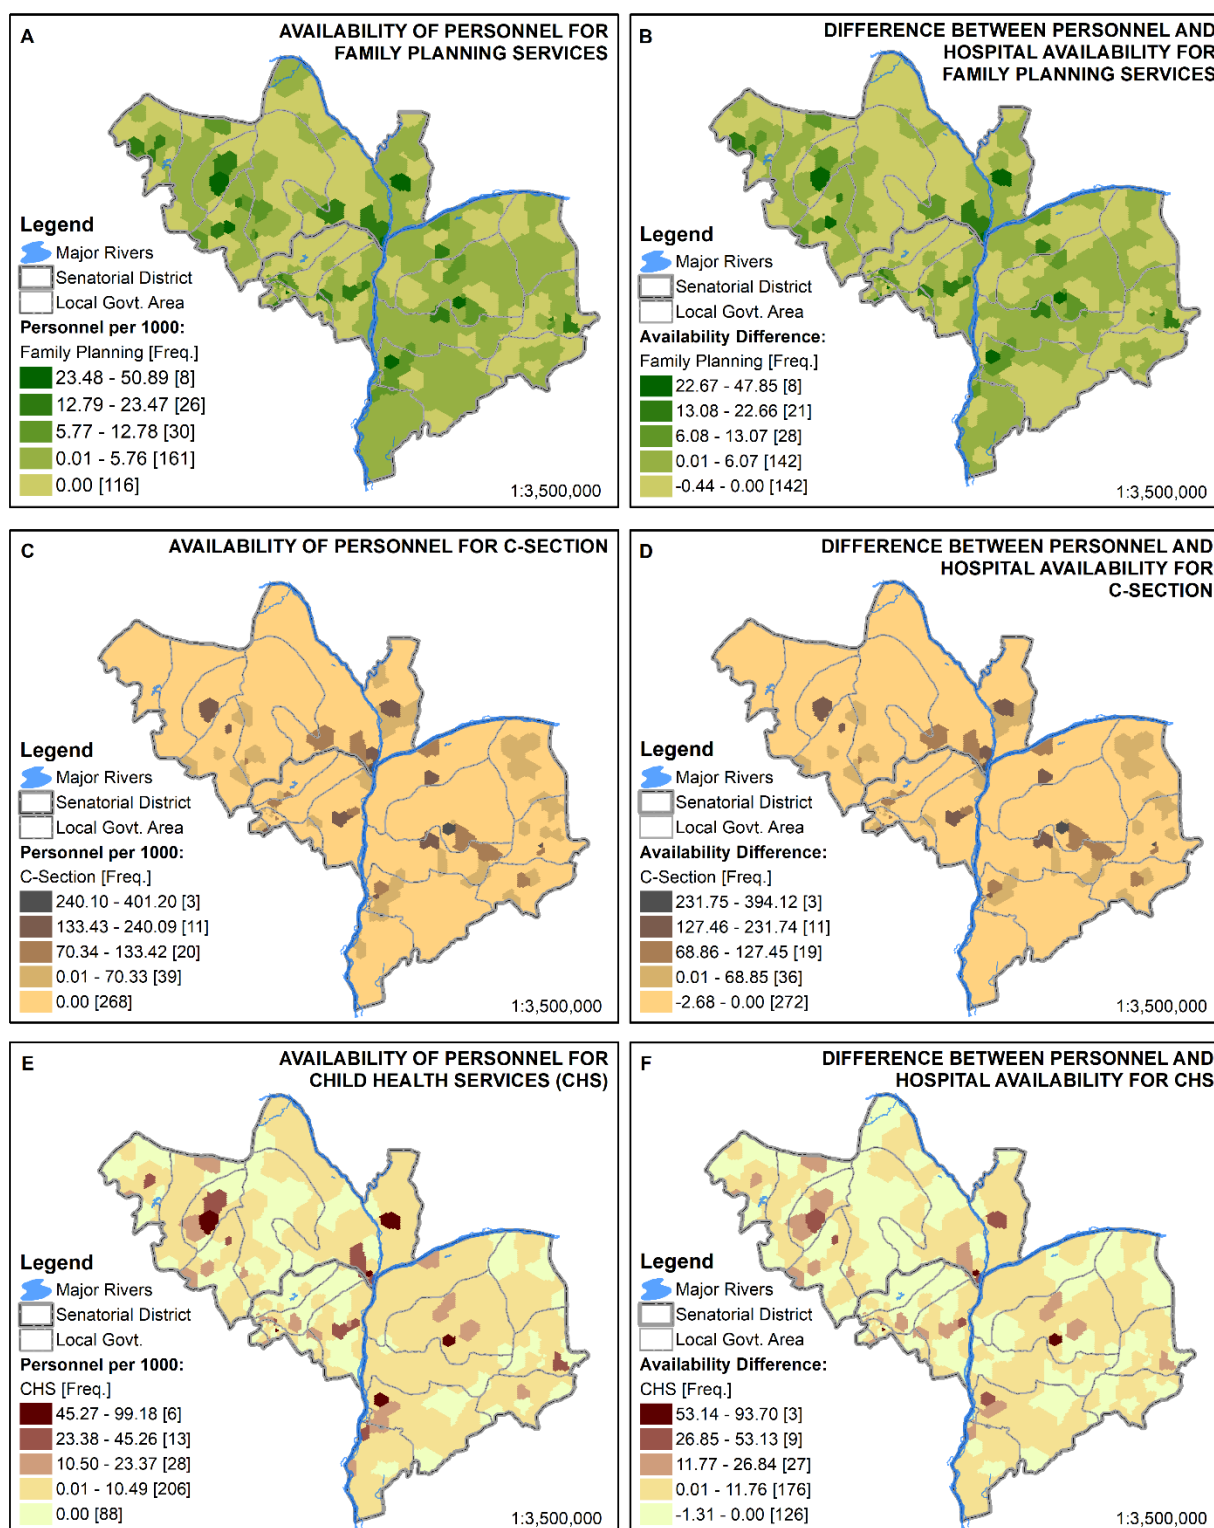 A
AVAILABILITY OF PERSONNEL FOR
FAMILY PLANNING SERVICES
Legend
Major Rivers
Senatorial District
Local Govt. Area
Personnel per 1000:
Family Planning [Freq.]
23.48 - 50.89 [8]
12.79 - 23.47 [26]
5.77 - 12.78 [30]
0.01 - 5.76 [161]
0.00 [116]
1:3,500,000
B
DIFFERENCE BETWEEN PERSONNEL AND
HOSPITAL AVAILABILITY FOR
FAMILY PLANNING SERVICES
Legend
Major Rivers
Senatorial District
Local Govt. Area
Availability Difference:
Family Planning [Freq.]
22.67 - 47.85 [8]
13.08 - 22.66 [21]
6.08 - 13.07 [28]
0.01 - 6.07 [142]
-0.44 - 0.00 [142]
1:3,500,000
C
AVAILABILITY OF PERSONNEL FOR C-SECTION
Legend
Major Rivers
Senatorial District
Local Govt. Area
Personnel per 1000:
C-Section [Freq.]
240.10 - 401.20 [3]
133.43 - 240.09 [11]
70.34 - 133.42 [20]
0.01 - 70.33 [39]
0.00 [268]
1:3,500,000
D
DIFFERENCE BETWEEN PERSONNEL AND
HOSPITAL AVAILABILITY FOR
C-SECTION
Legend
Major Rivers
Senatorial District
Local Govt. Area
Availability Difference:
C-Section [Freq.]
231.75 - 394.12 [3]
127.46 - 231.74 [11]
68.86 - 127.45 [19]
0.01 - 68.85 [36]
-2.68 - 0.00 [272]
1:3,500,000
E
AVAILABILITY OF PERSONNEL FOR
CHILD HEALTH SERVICES (CHS)
Legend
Major Rivers
Senatorial District
Local Govt.
Personnel per 1000:
CHS [Freq.]
45.27 - 99.18 [6]
23.38 - 45.26 [13]
10.50 - 23.37 [28]
0.01 - 10.49 [206]
0.00 [88]
1:3,500,000
F
DIFFERENCE BETWEEN PERSONNEL AND
HOSPITAL AVAILABILITY FOR CHS
Legend
Major Rivers
Senatorial District
Local Govt. Area
Availability Difference:
CHS [Freq.]
53.14 - 93.70 [3]
26.85 - 53.13 [9]
11.77 - 26.84 [27]
0.01 - 11.76 [176]
-1.31 - 0.00 [126]
1:3,500,000